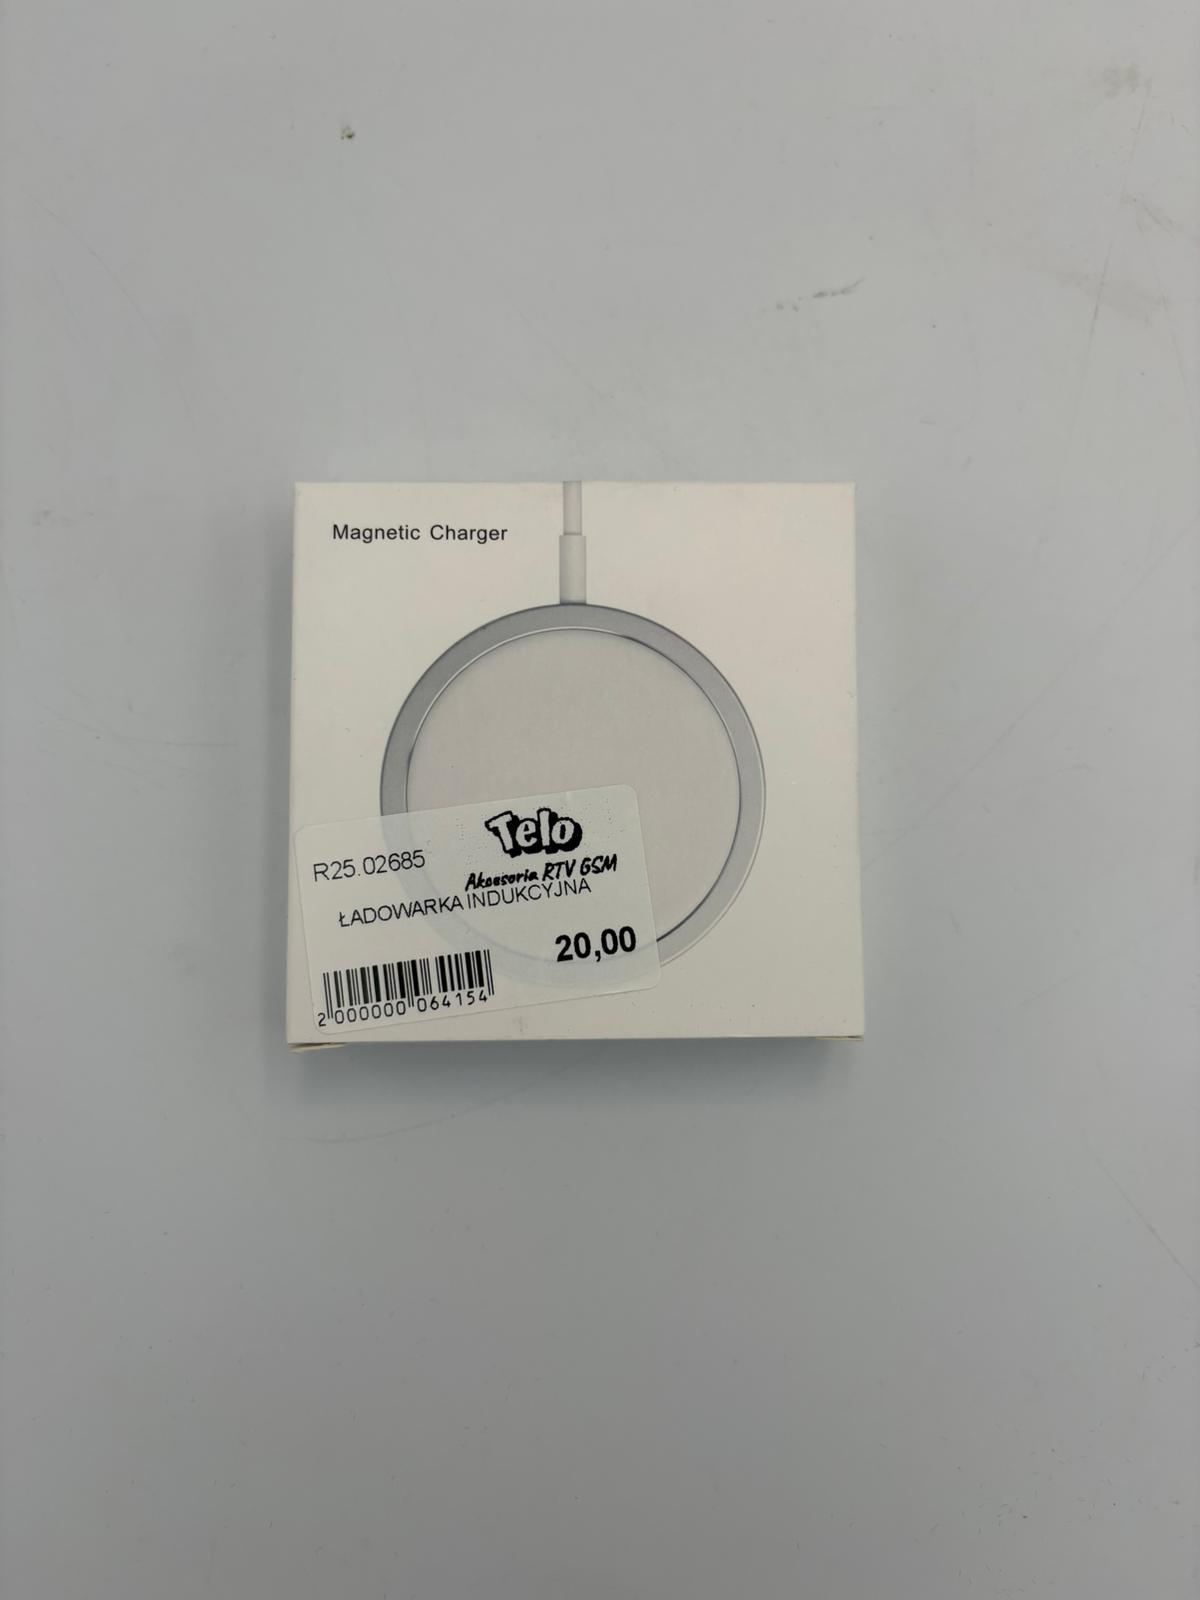 Magnetic Charger
Telo
R25.02685
Akcesoria RTV GSM
ŁADOWARKA INDUKCYJNA
20,00
2 000000 064154